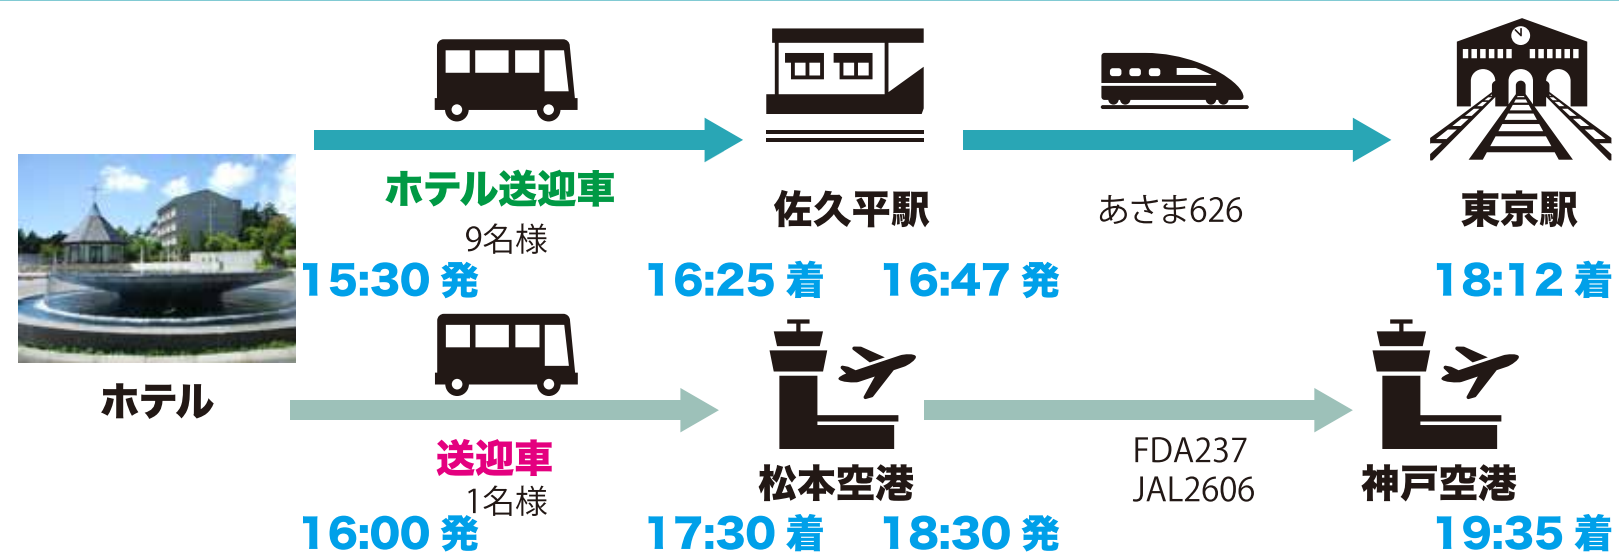 ホテル送迎車
9名様
佐久平駅
あさま626
東京駅
15:30 発
16:25 着
16:47 発
18:12 着
ホテル
送迎車
1名様
松本空港
FDA237
JAL2606
神戸空港
16:00 発
17:30 着
18:30 発
19:35 着